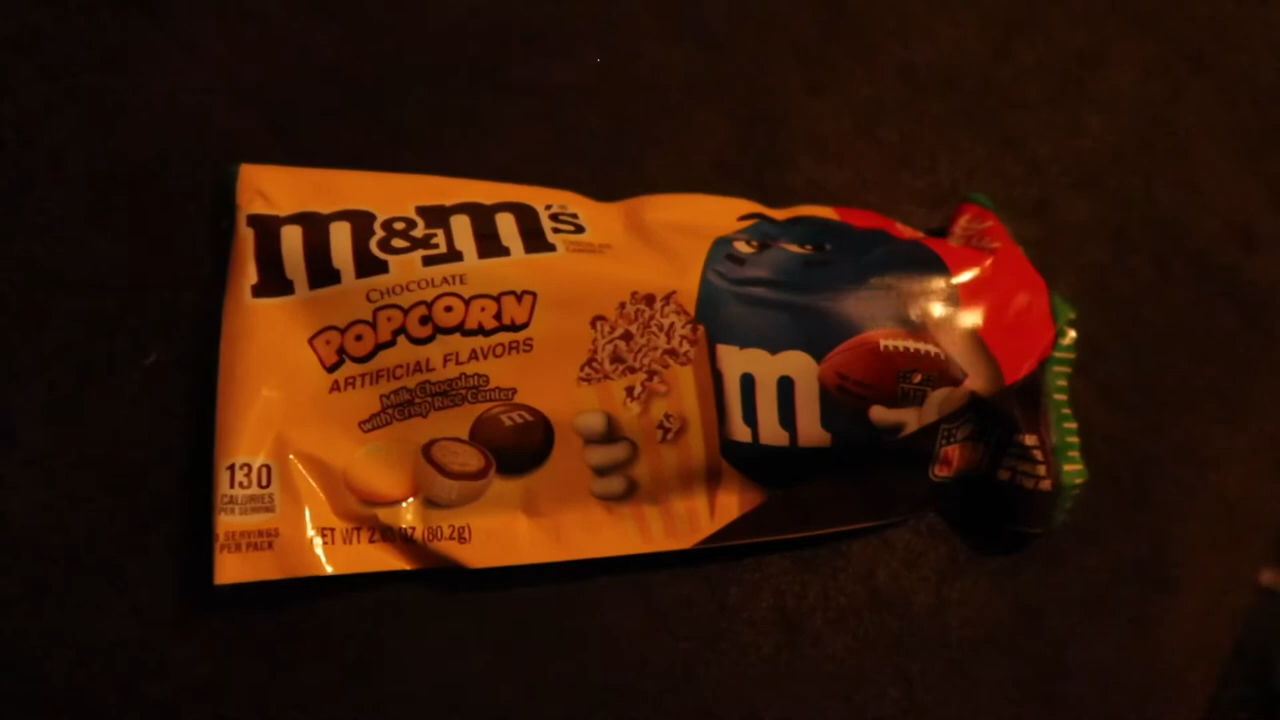 m&m's
CHOCOLATE
POPCORN
ARTIFICIAL FLAVORS
Milk Chocolate
with Crisp Rice Center
m
m
NFL
130
CALORIES
PER SERVING
SERVINGS
PER PACK
NET WT (80.2g)